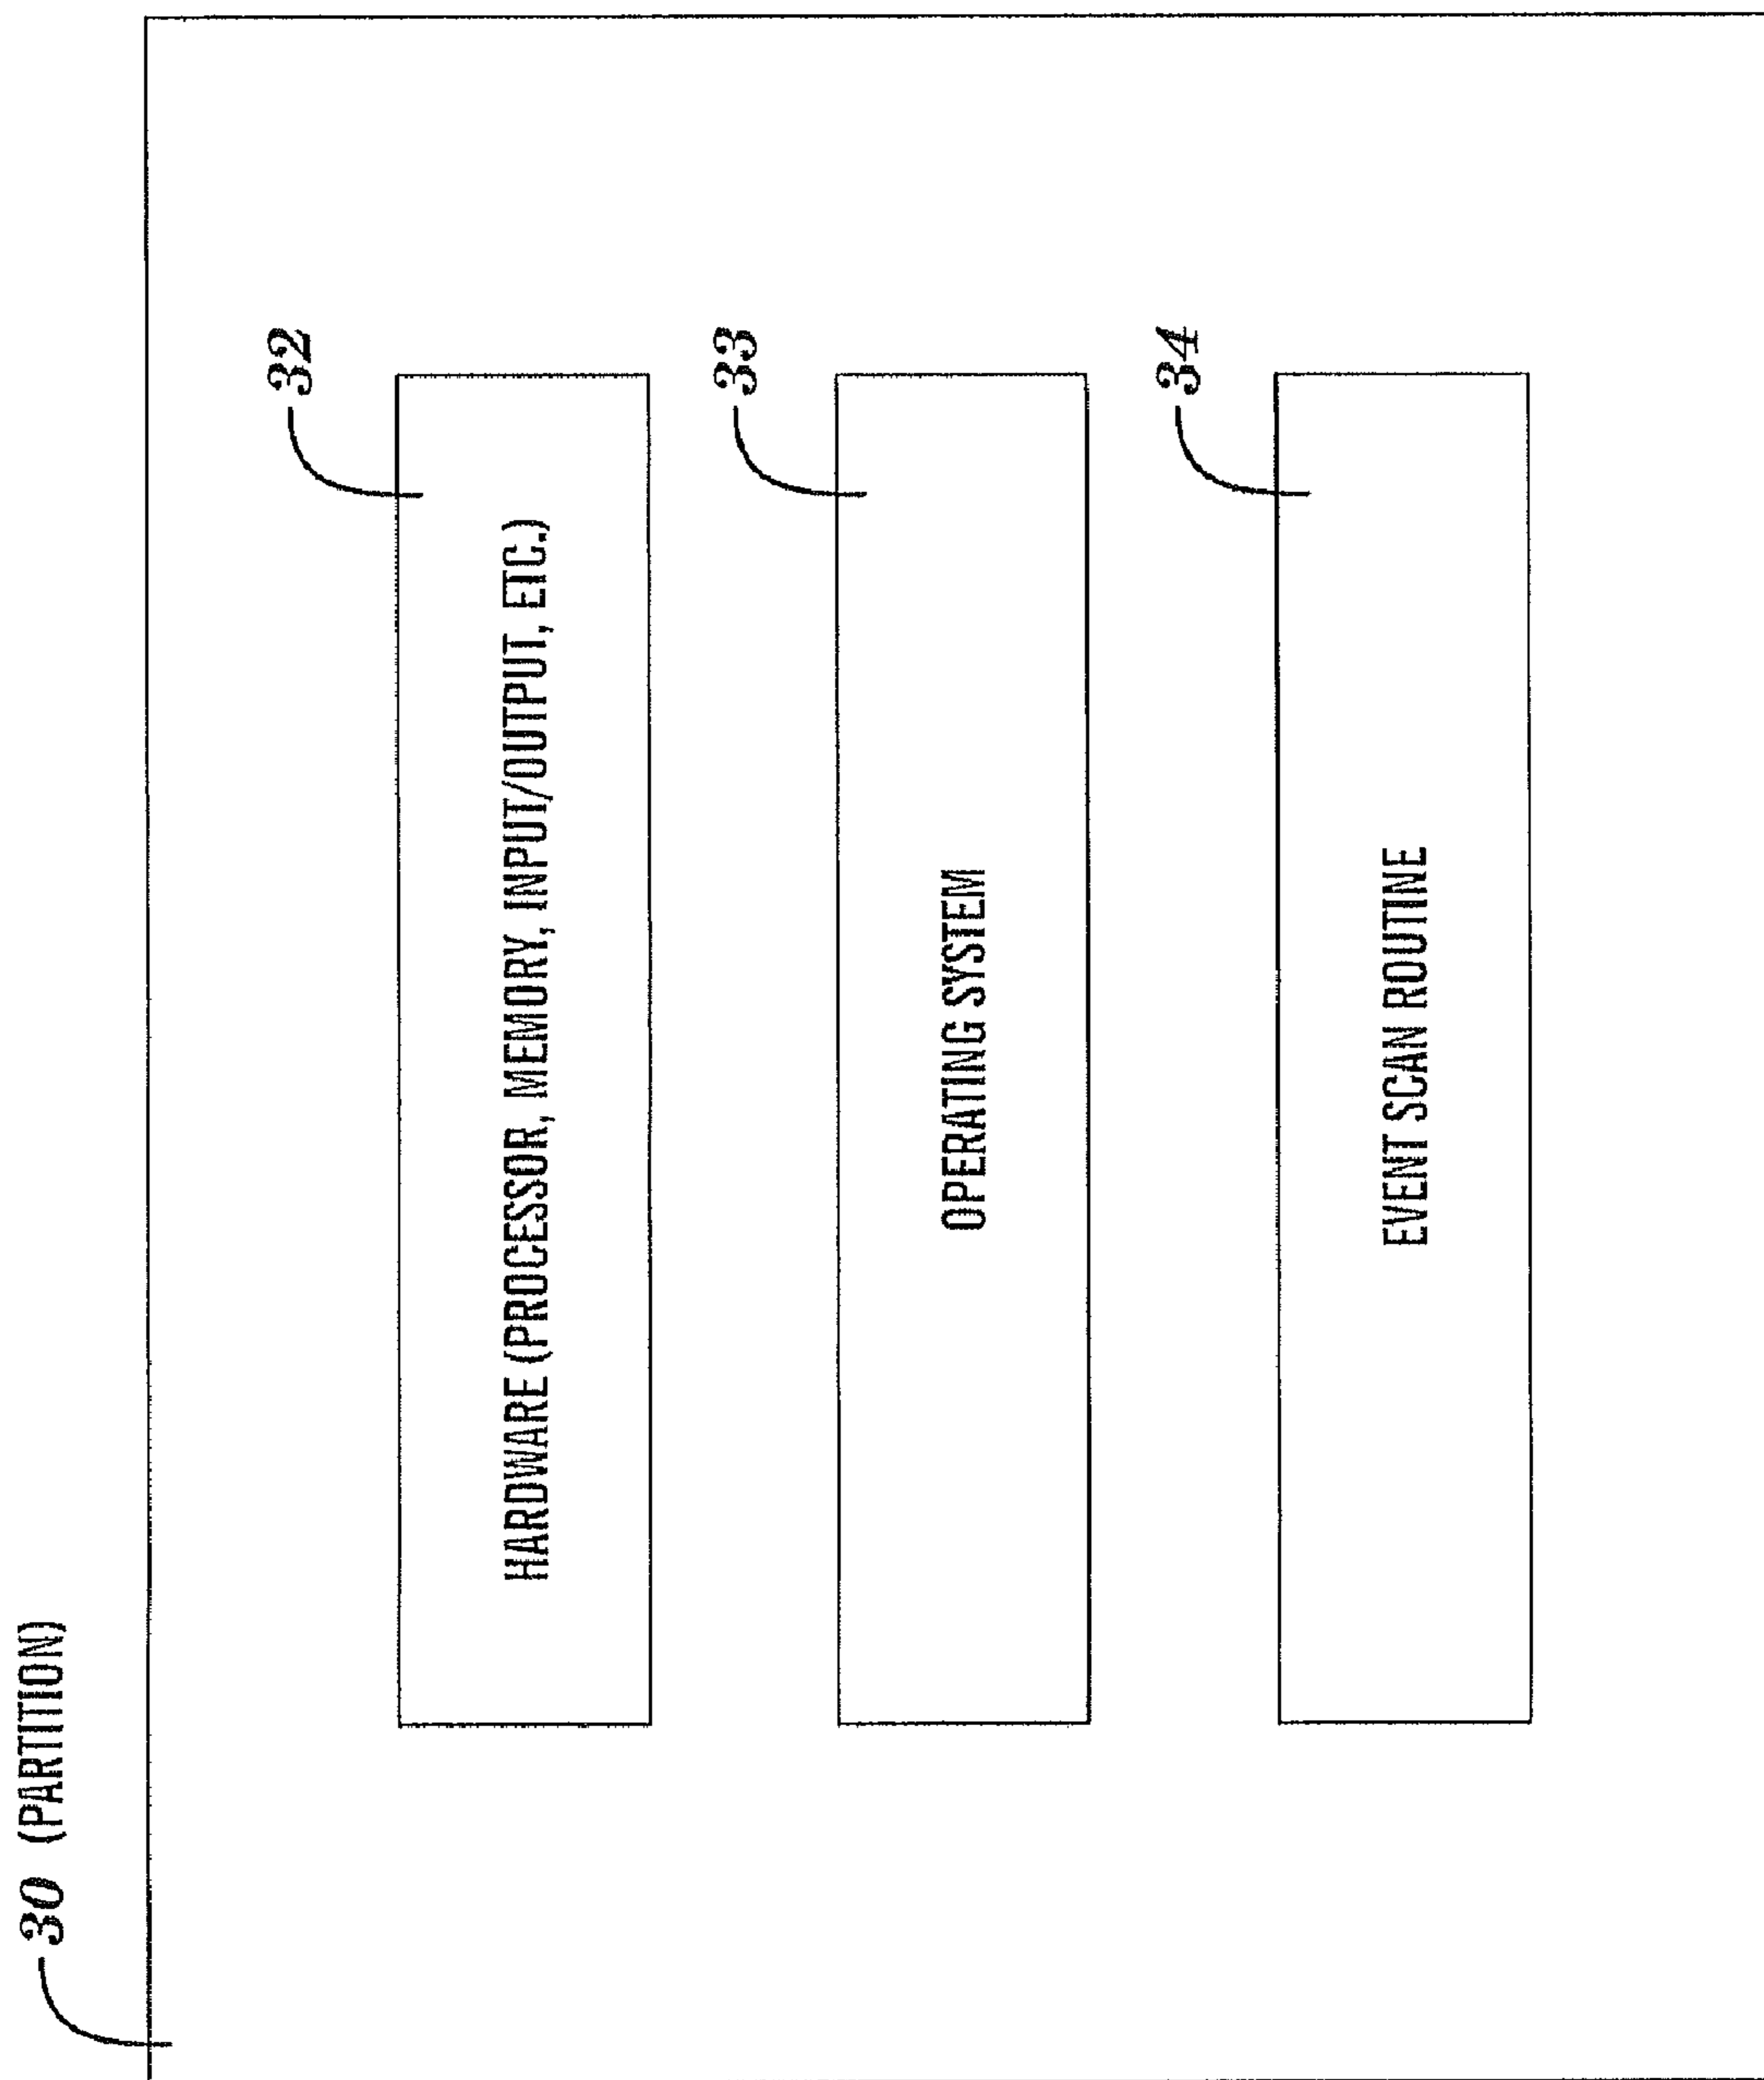 30 (PARTITION)
32
HARDWARE (PROCESSOR, MEMORY, INPUT/OUTPUT, ETC.)
33
OPERATING SYSTEM
34
EVENT SCAN ROUTINE